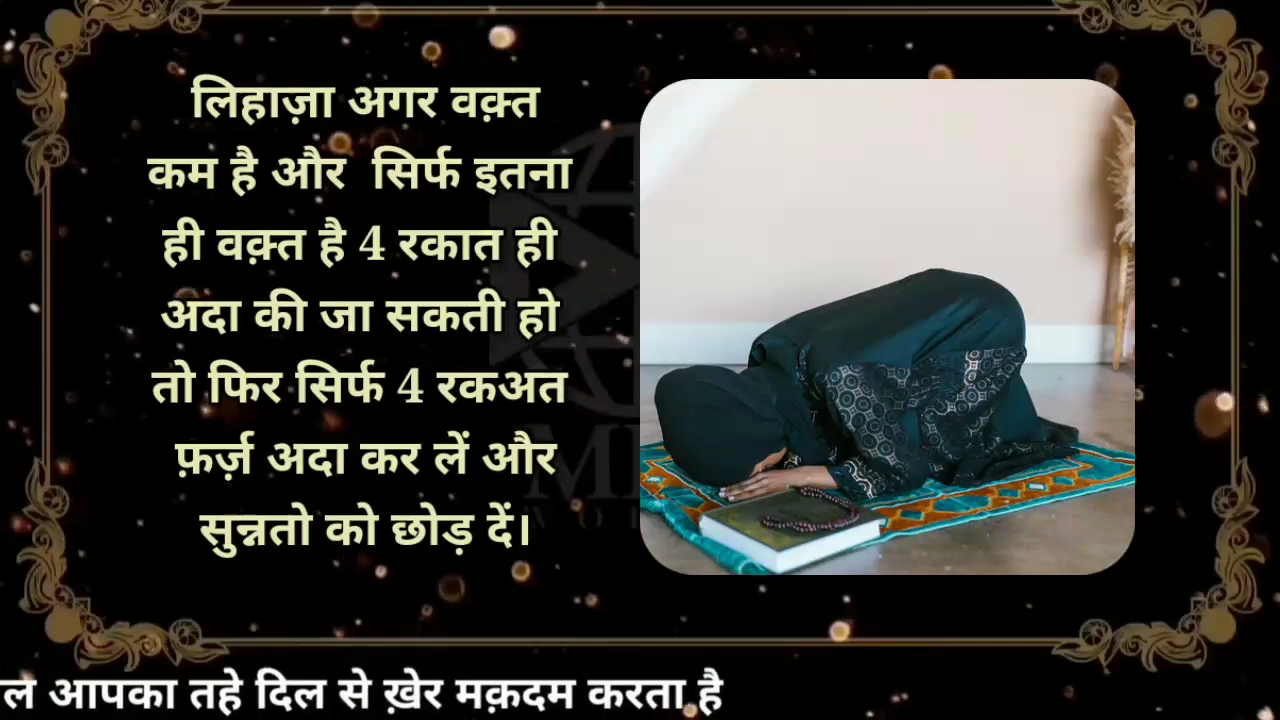 लिहाज़ा अगर वक़्त
कम है और सिर्फ इतना
ही वक़्त है 4 रकात ही
अदा की जा सकती हो
तो फिर सिर्फ 4 रकअत
फ़र्ज़ अदा कर लें और
सुन्नतो को छोड़ दें।
ल आपका तहे दिल से ख़ेर मक़दम करता है